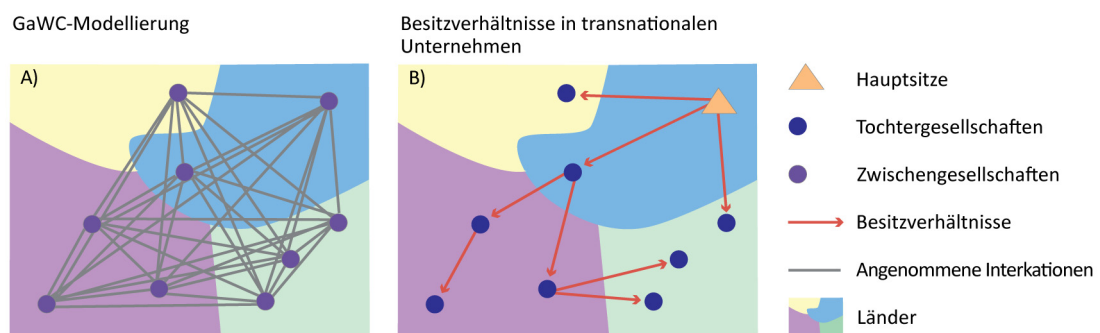 GaWC-Modellierung
Besitzverhältnisse in transnationalen
Unternehmen
A)
B)
Hauptsitze
Tochtergesellschaften
Zwischengesellschaften
Besitzverhältnisse
Angenommene Interkationen
Länder